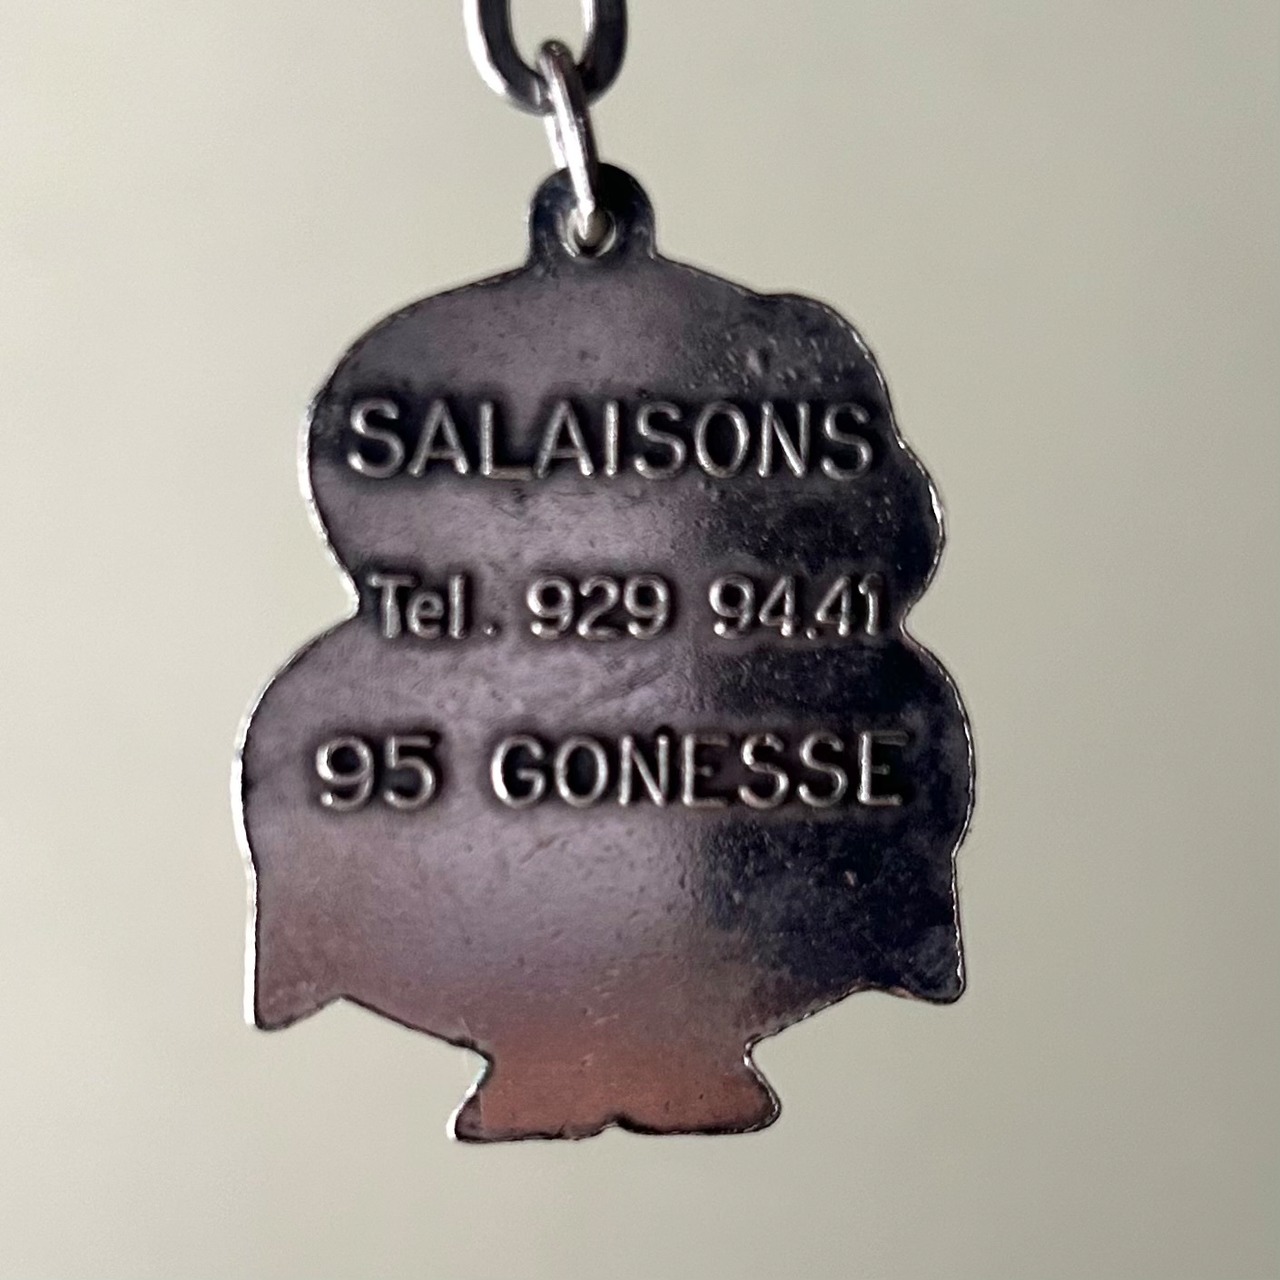 SALAISONS
Tel. 929 94.41
95 GONESSE